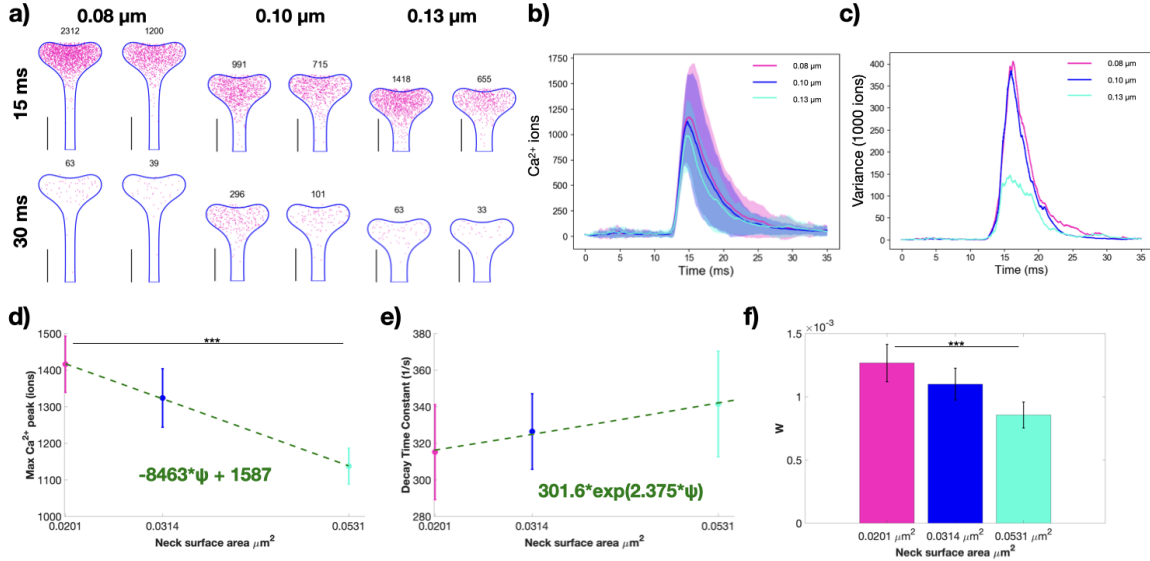 a)
0.08 μm
0.10 μm
0.13 μm
15 ms
2312
1200
991
715
1418
655
30 ms
63
39
296
101
63
33
b)
Ca²⁺ ions
1750
1500
1250
1000
750
500
250
0
0 5 10 15 20 25 30 35
Time (ms)
0.08 μm
0.10 μm
0.13 μm
c)
Variance (1000 ions)
400
350
300
250
200
150
100
50
0
0 5 10 15 20 25 30 35
Time (ms)
0.08 μm
0.10 μm
0.13 μm
d)
Max Ca²⁺ peak (ions)
1500
1400
1300
1200
1100
1000
***
-8463*ψ + 1587
0.0201 0.0314 0.0531
Neck surface area μm²
e)
Decay Time Constant (1/s)
380
360
340
320
300
280
301.6*exp(2.375*ψ)
0.0201 0.0314 0.0531
Neck surface area μm²
f)
×10⁻³
W
1.5
1
0.5
0
***
0.0201 μm² 0.0314 μm² 0.0531 μm²
Neck surface area μm²